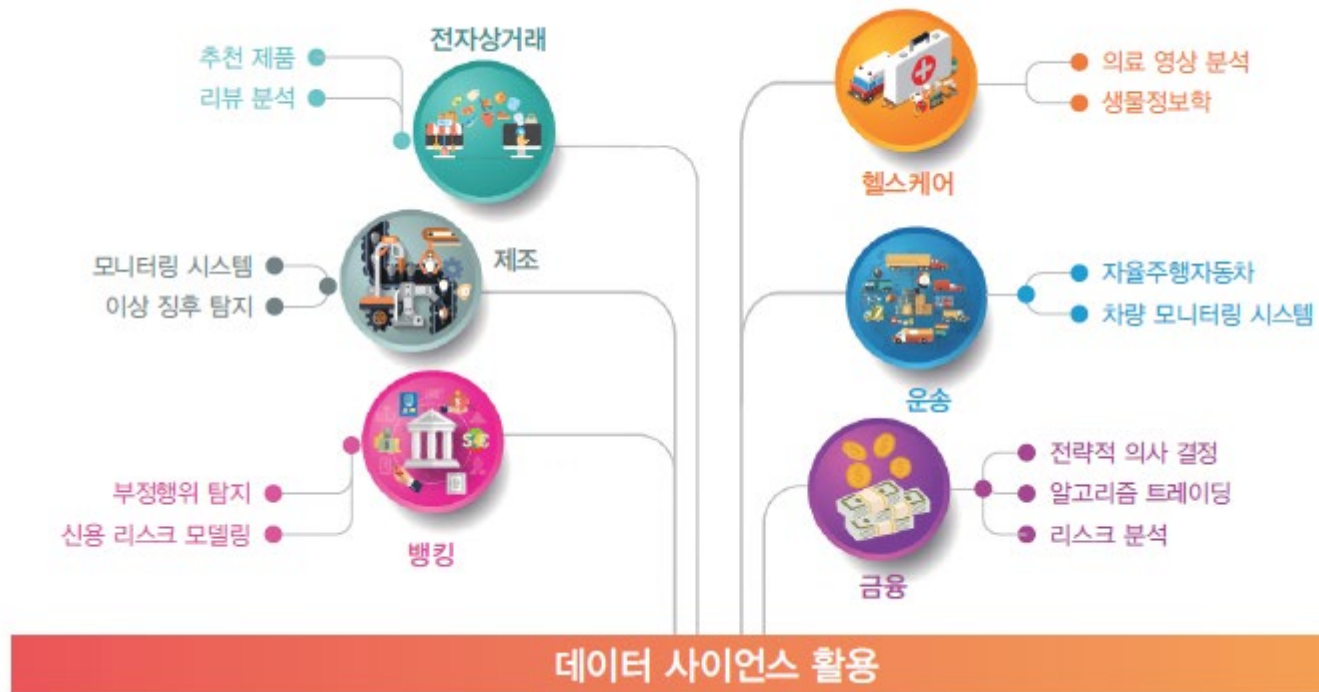 전자상거래
추천 제품
리뷰 분석
제조
모니터링 시스템
이상 징후 탐지
뱅킹
부정행위 탐지
신용 리스크 모델링
헬스케어
의료 영상 분석
생물정보학
운송
자율주행자동차
차량 모니터링 시스템
금융
전략적 의사 결정
알고리즘 트레이딩
리스크 분석
데이터 사이언스 활용